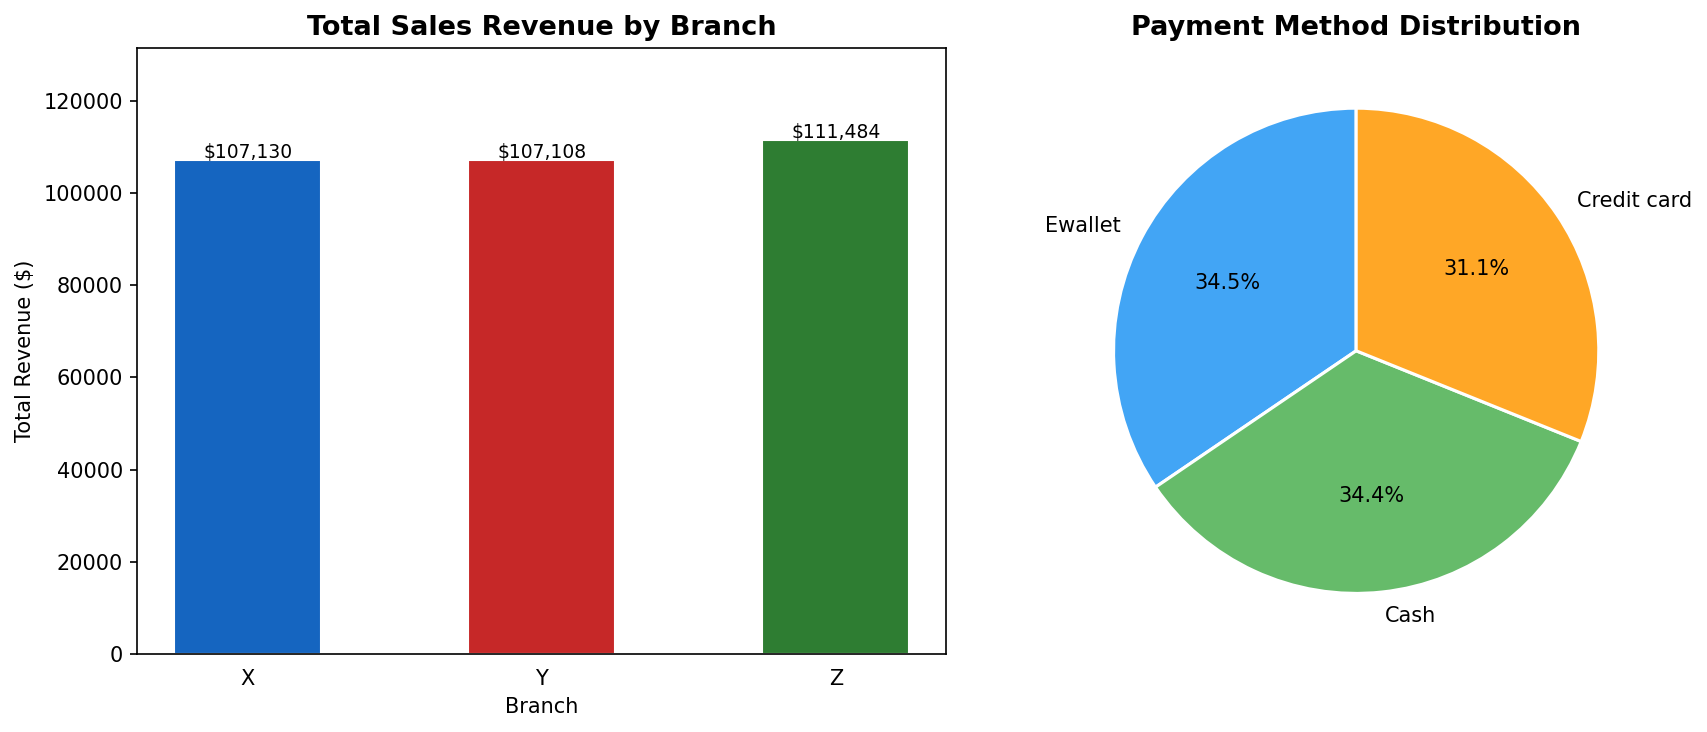 Total Sales Revenue by Branch
Total Revenue ($)
120000
100000
80000
60000
40000
20000
0
$107,130
$107,108
$111,484
X
Y
Z
Branch
Payment Method Distribution
Ewallet
34.5%
Credit card
31.1%
34.4%
Cash